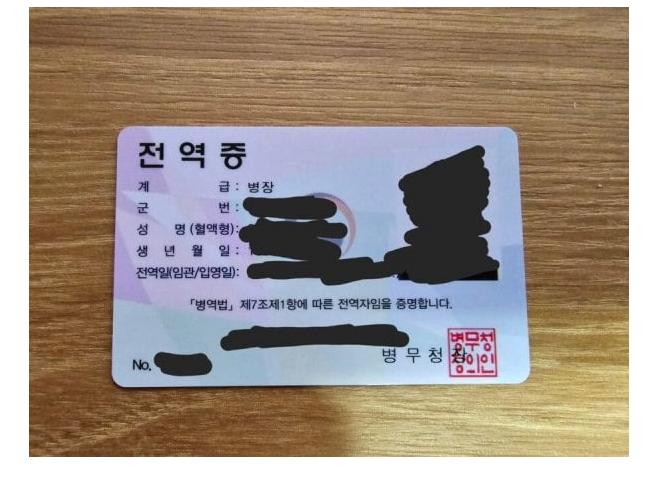 전역증
계 급 : 병장
군 번 :
성 명 (혈액형):
생 년 월 일 :
전역일(임관/입영일):
「병역법」 제7조제1항에 따른 전역자임을 증명합니다.
병 무 청 장
병무청
장의인
No.